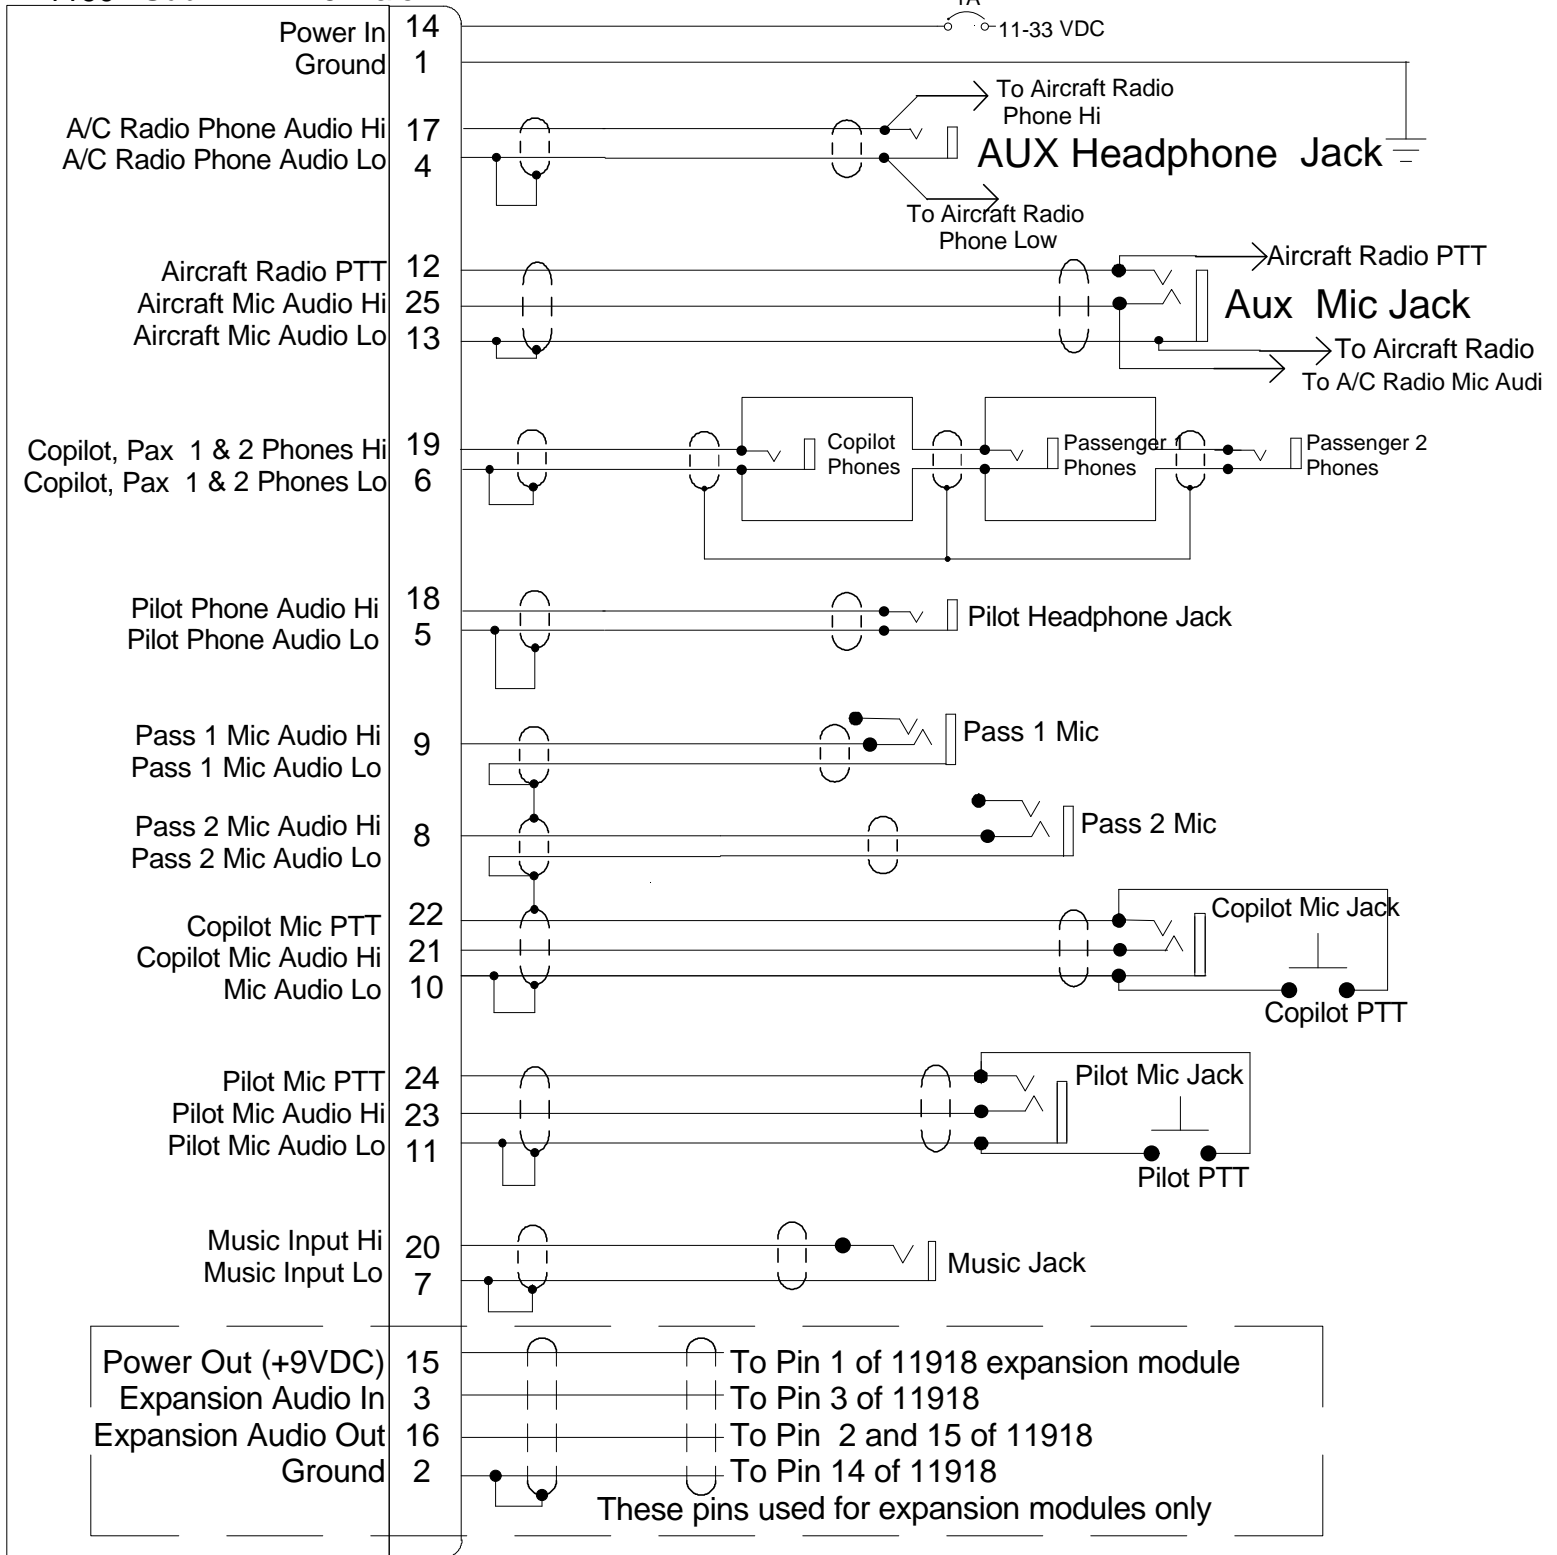 1A
Power In 14 11-33 VDC
Ground 1
To Aircraft Radio
Phone Hi
A/C Radio Phone Audio Hi 17
A/C Radio Phone Audio Lo 4 AUX Headphone Jack
To Aircraft Radio
Phone Low
Aircraft Radio PTT 12 Aircraft Radio PTT
Aircraft Mic Audio Hi 25 Aux Mic Jack
Aircraft Mic Audio Lo 13 To Aircraft Radio
To A/C Radio Mic Audi
Copilot, Pax 1 & 2 Phones Hi 19 Copilot Phones Passenger 1 Phones Passenger 2 Phones
Copilot, Pax 1 & 2 Phones Lo 6
Pilot Phone Audio Hi 18 Pilot Headphone Jack
Pilot Phone Audio Lo 5
Pass 1 Mic Audio Hi 9 Pass 1 Mic
Pass 1 Mic Audio Lo
Pass 2 Mic Audio Hi 8 Pass 2 Mic
Pass 2 Mic Audio Lo
Copilot Mic PTT 22 Copilot Mic Jack
Copilot Mic Audio Hi 21
Mic Audio Lo 10
Copilot PTT
Pilot Mic PTT 24 Pilot Mic Jack
Pilot Mic Audio Hi 23
Pilot Mic Audio Lo 11
Pilot PTT
Music Input Hi 20
Music Input Lo 7 Music Jack
Power Out (+9VDC) 15 To Pin 1 of 11918 expansion module
Expansion Audio In 3 To Pin 3 of 11918
Expansion Audio Out 16 To Pin 2 and 15 of 11918
Ground 2 To Pin 14 of 11918
These pins used for expansion modules only